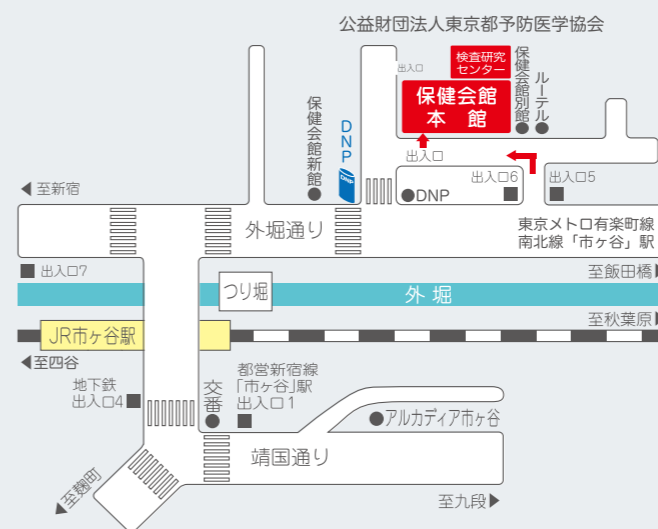 公益財団法人東京都予防医学協会
検査研究
センター
出入口
保健会館
本館
保健会館別館
ルーテル
保健会館新館
DNP
DNP
出入口
●DNP
出入口6
出入口5
◀至新宿
外堀通り
東京メトロ有楽町線
南北線「市ヶ谷」駅
出入口7
つり堀
外堀
至飯田橋▶
JR市ヶ谷駅
至秋葉原▶
◀至四谷
地下鉄
出入口4
交番
都営新宿線
「市ヶ谷」駅
出入口1
●アルカディア市ヶ谷
靖国通り
◀至麹町
至九段▶